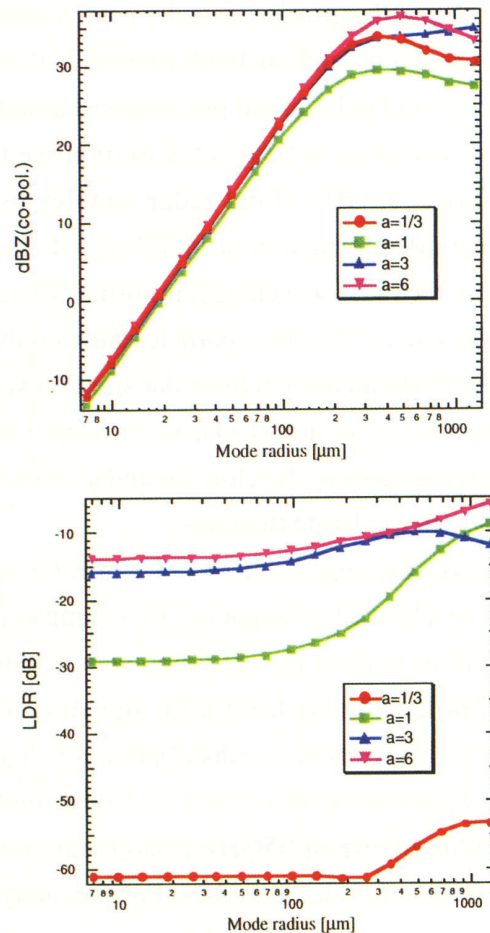 dBZ(co-pol.)
30
20
10
0
-10
a=1/3
a=1
a=3
a=6
7 8 10 2 3 4 5 6 7 8 100 2 3 4 5 6 7 8 1000
Mode radius [µm]
LDR [dB]
-10
-20
-30
-40
-50
-60
a=1/3
a=1
a=3
a=6
7 8 9 10 2 3 4 5 6 7 8 9 100 2 3 4 5 6 7 8 9 1000
Mode radius [µm]